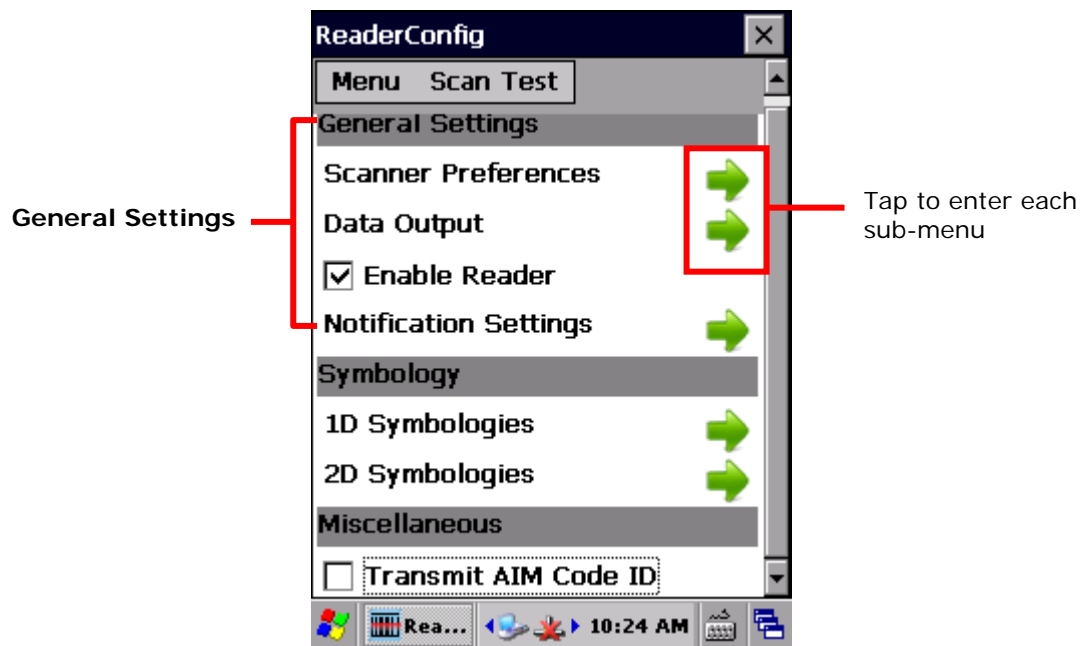 ReaderConfig
Menu Scan Test
General Settings
Scanner Preferences
Data Output
Enable Reader
Notification Settings
Symbology
1D Symbologies
2D Symbologies
Miscellaneous
Transmit AIM Code ID
Rea... 10:24 AM
General Settings
Tap to enter each
sub-menu